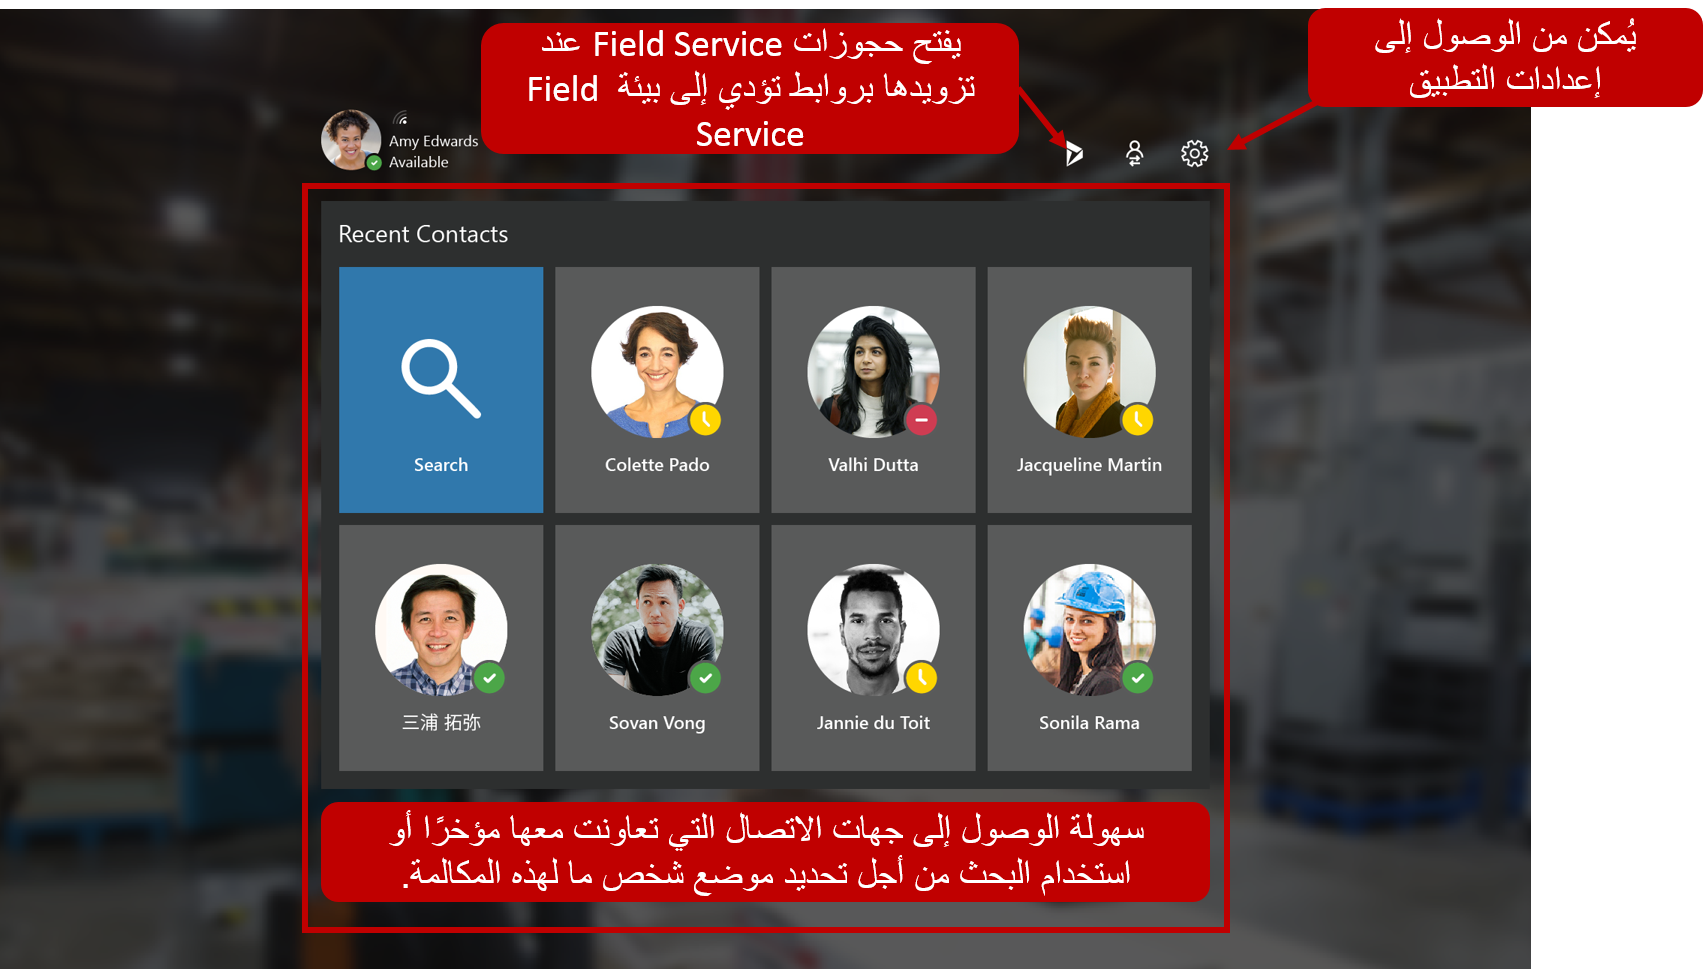 يفتح حجوزات Field Service عند
تزويدها بروابط تؤدي إلى بيئة Field
Service
يُمكن من الوصول إلى
إعدادات التطبيق
Amy Edwards
Available
Recent Contacts
Search
Colette Pado
Valhi Dutta
Jacqueline Martin
三浦 拓弥
Sovan Vong
Jannie du Toit
Sonila Rama
سهولة الوصول إلى جهات الاتصال التي تعاونت معها مؤخرًا أو
استخدام البحث من أجل تحديد موضع شخص ما لهذه المكالمة.